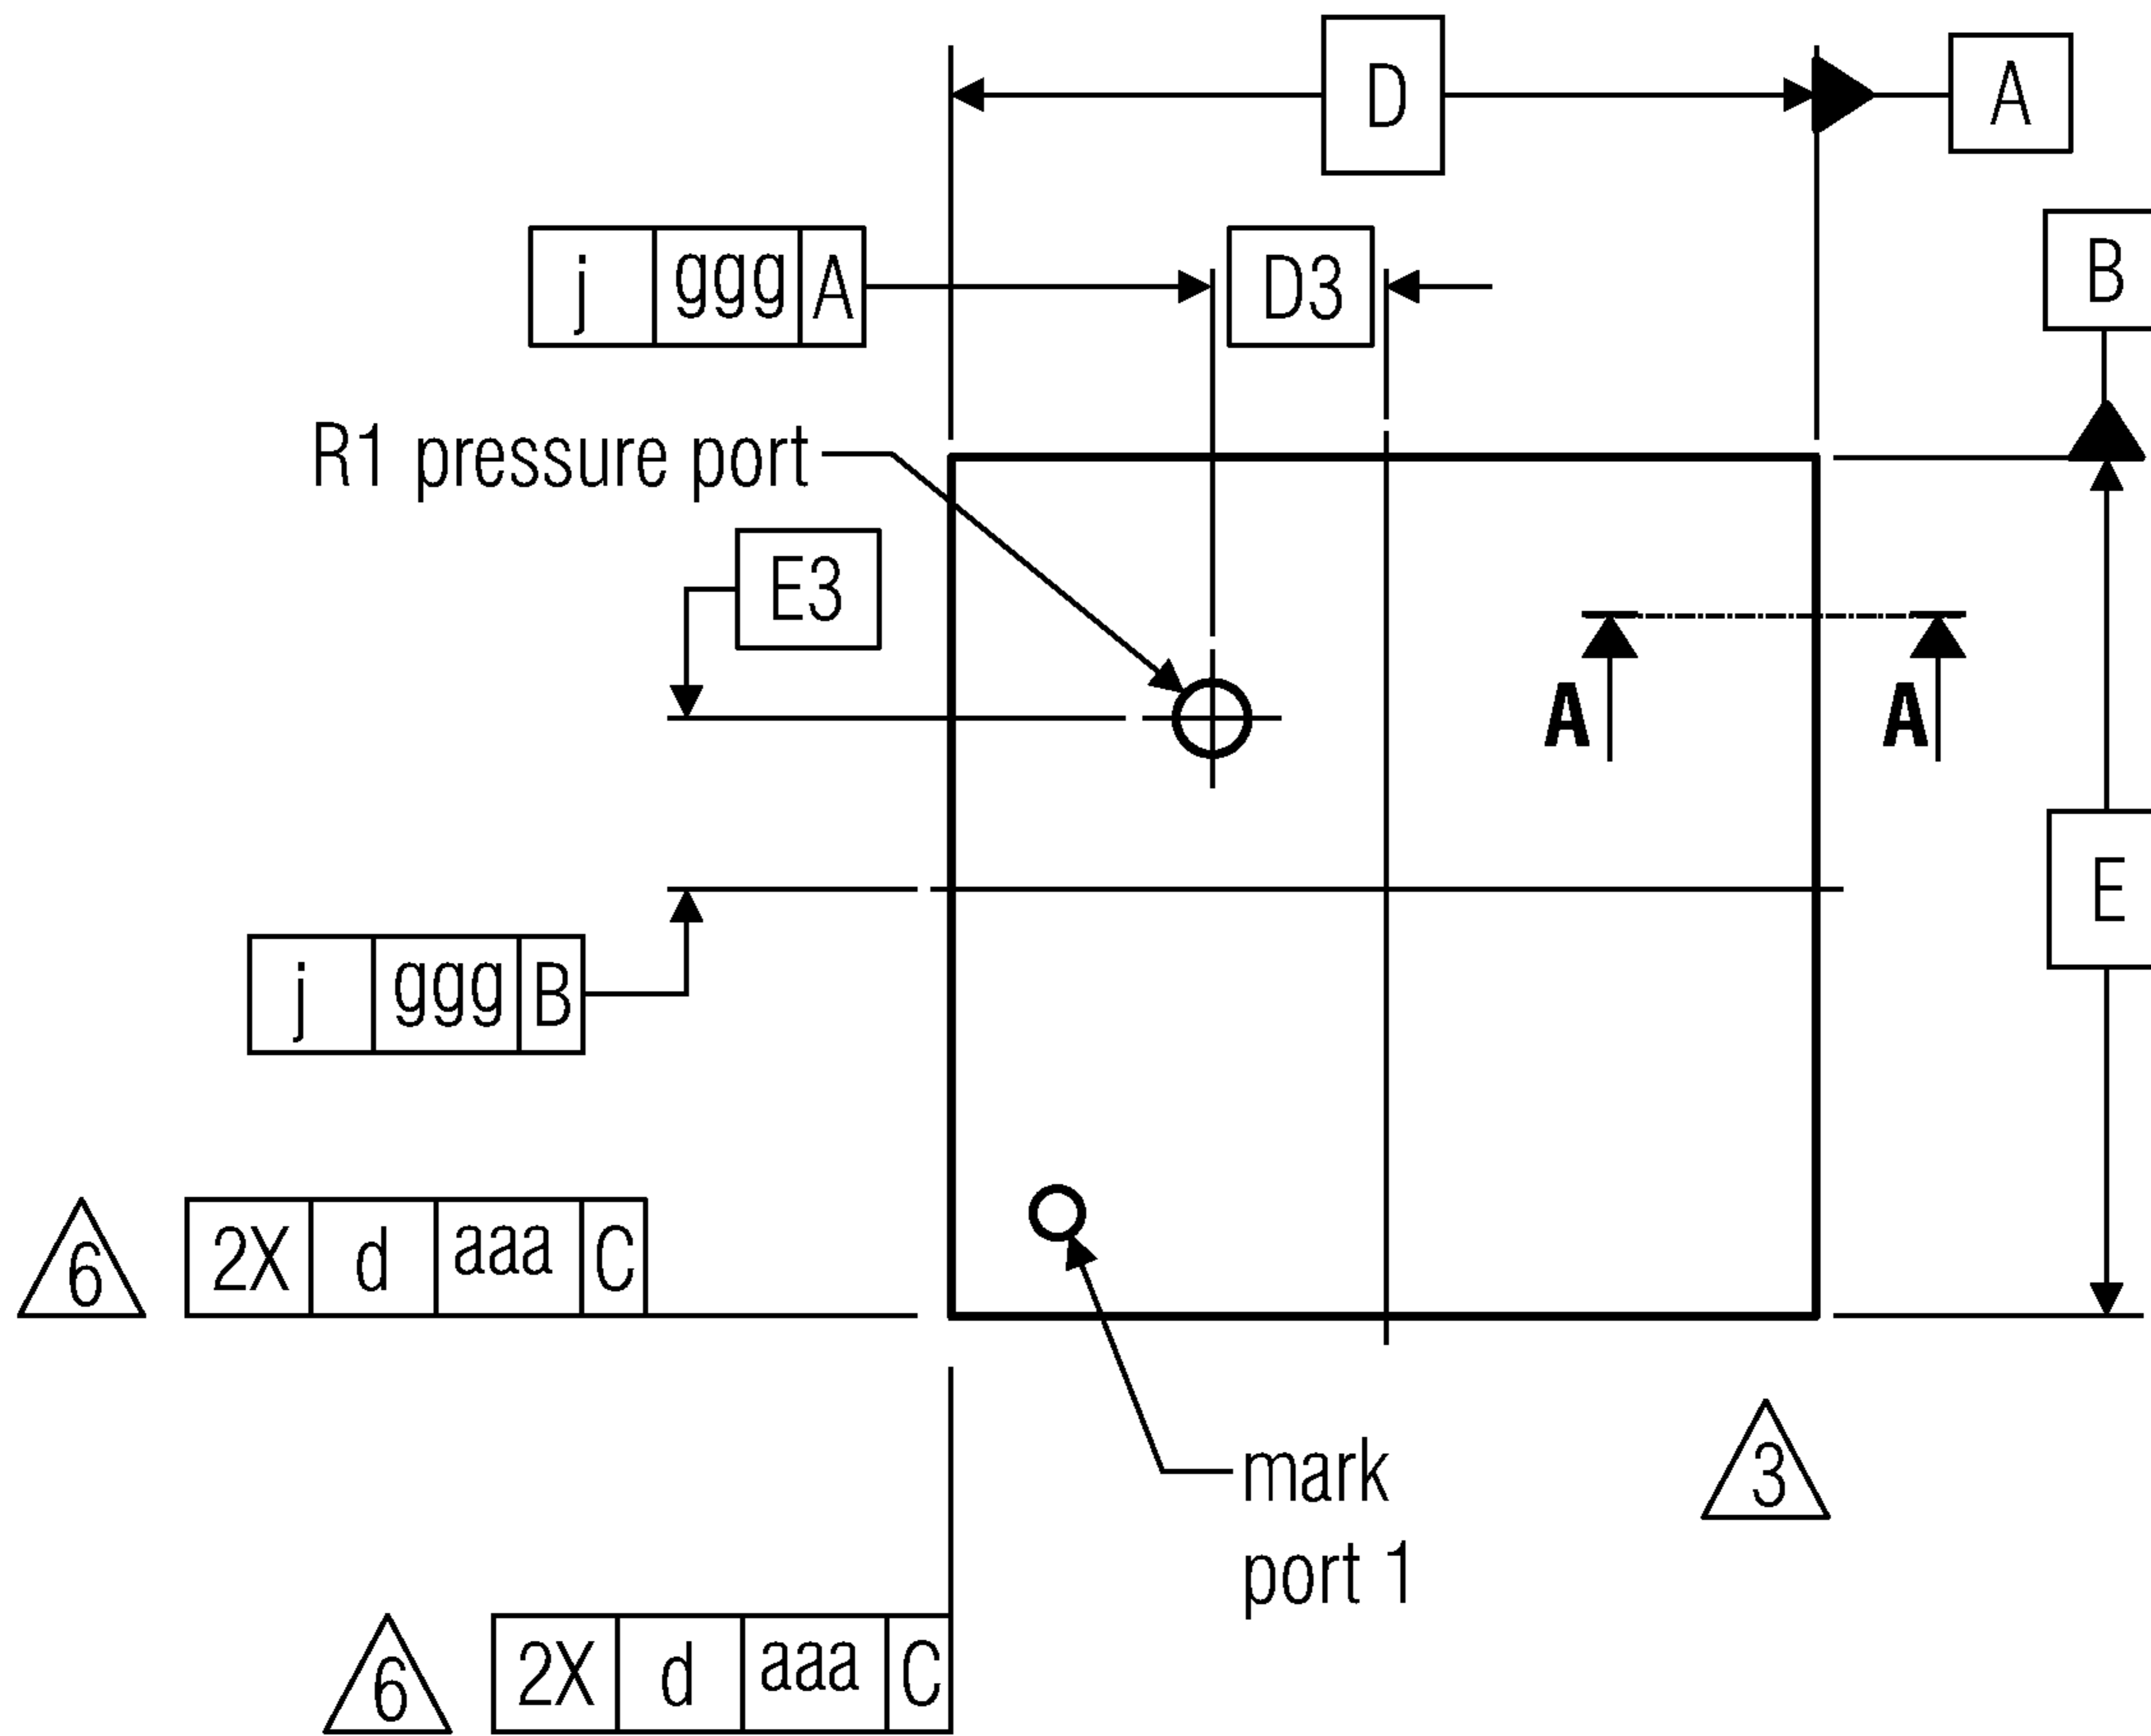 D
A
j ggg A
D3
B
R1 pressure port
E3
A A
E
j ggg B
6 2X d aaa C
mark
port 1
3
6 2X d aaa C